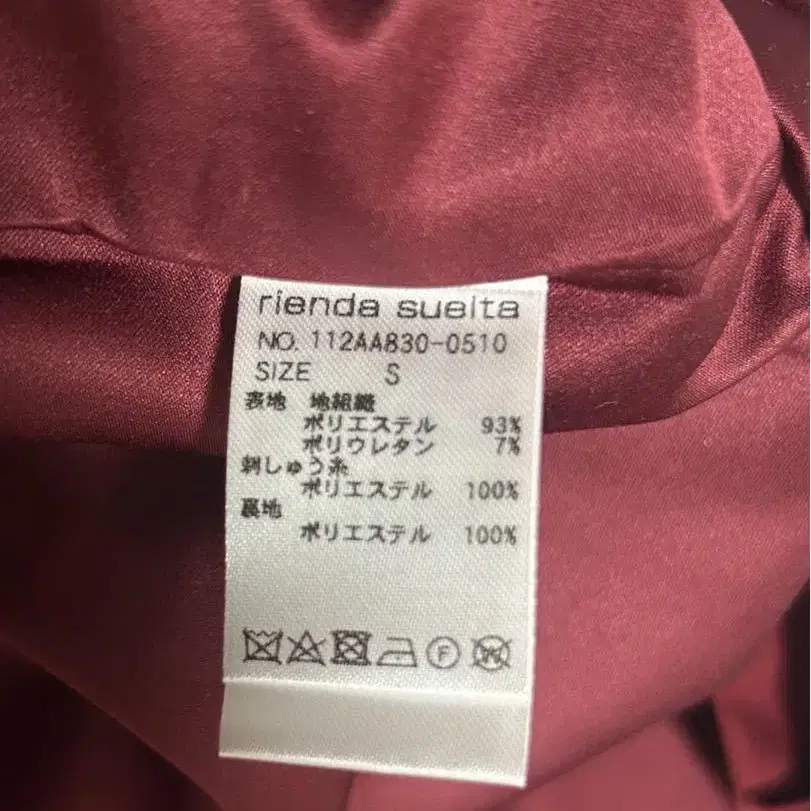 rienda suelta
NO. 112AA830-0510
SIZE S
表地 地組織
ポリエステル 93%
ポリウレタン 7%
刺しゅう糸
ポリエステル 100%
裏地
ポリエステル 100%
F W